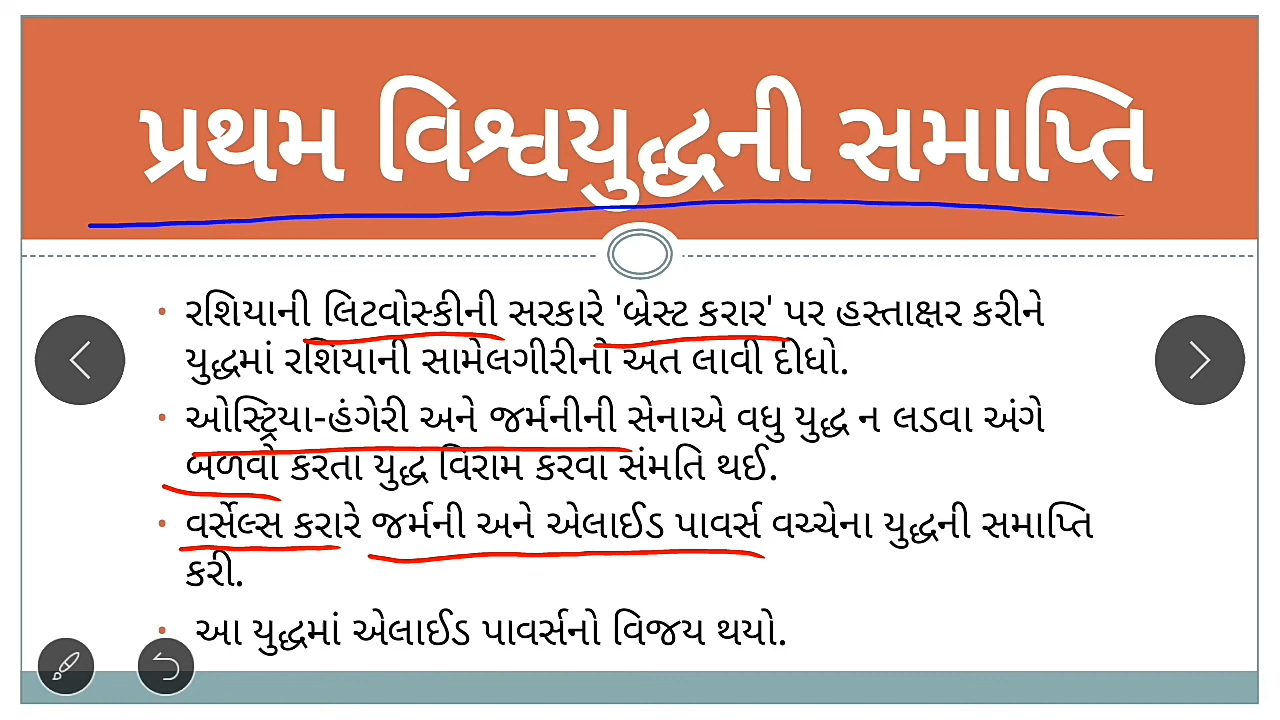 પ્રથમ વિશ્વયુદ્ધની સમાપ્તિ
• રશિયાની લિટવોસ્કીની સરકારે 'બ્રેસ્ટ કરાર' પર હસ્તાક્ષર કરીને
યુદ્ધમાં રશિયાની સામેલગીરીનો અંત લાવી દીધો.
• ઓસ્ટ્રિયા-હંગેરી અને જર્મનીની સેનાએ વધુ યુદ્ધ ન લડવા અંગે
બળવો કરતા યુદ્ધ વિરામ કરવા સંમતિ થઈ.
• વર્સેલ્સ કરારે જર્મની અને એલાઈડ પાવર્સ વચ્ચેના યુદ્ધની સમાપ્તિ
કરી.
• આ યુદ્ધમાં એલાઈડ પાવર્સનો વિજય થયો.